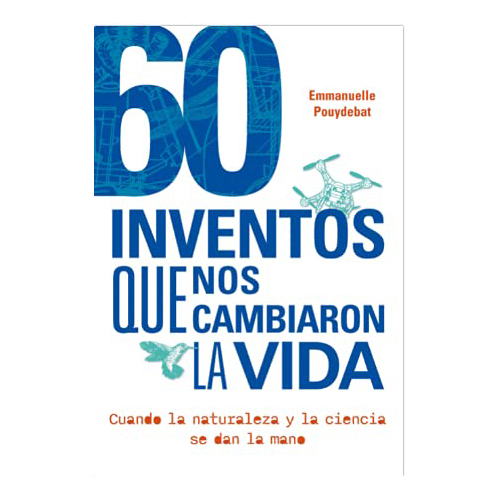 60
Emmanuelle
Pouydebat
INVENTOS
QUE NOS
CAMBIARON
LA VIDA
Cuando la naturaleza y la ciencia
se dan la mano